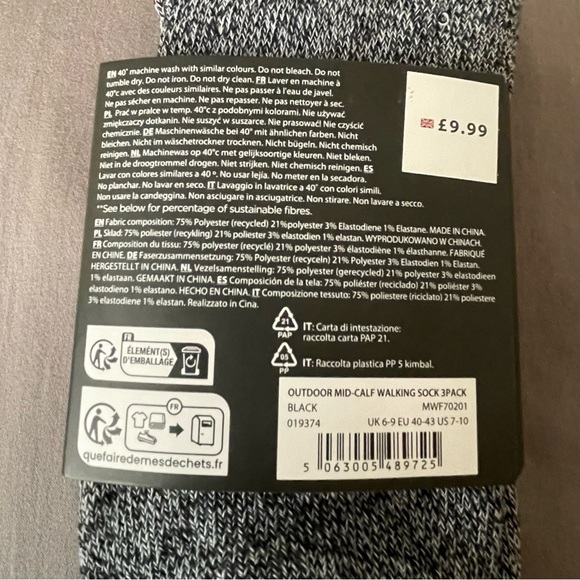 EN 40° machine wash with similar colours. Do not bleach. Do not
tumble dry. Do not iron. Do not dry clean. FR Laver en machine à
40°c avec des couleurs similaires. Ne pas passer à l'eau de javel.
Ne pas sécher en machine. Ne pas repasser. Ne pas nettoyer à sec.
PL Prać w pralce w temp. 40°c z podobnymi kolorami. Nie używać
zmiękczaczy do tkanin. Nie suszyć w suszarce. Nie prasować! Nie czyścić
chemicznie. DE Maschinenwäsche bei 40° mit ähnlichen farben. Nicht
bleichen. Nicht im wäschetrockner trocknen. Nicht bügeln. Nicht chemisch
reinigen. NL Machinewas op 40°c met gelijksoortige kleuren. Niet bleken.
Niet in de droogtrommel drogen. Niet strijken. Niet chemisch reinigen. ES
Lavar con colores similares a 40 º. No usar lejía. No meter en la secadora.
No planchar. No lavar en seco. IT Lavaggio in lavatrice a 40° con colori simili.
Non usare la candeggina. Non asciugare in asciugatrice. Non stirare. Non lavare a secco.
**See below for percentage of sustainable fibres.
EN Fabric composition: 75% Polyester (recycled) 21%polyester 3% Elastodiene 1% Elastane. MADE IN CHINA.
PL Skład: 75% poliester (recykling) 21% poliester 3% elastodien 1% elastan. WYPRODUKOWANO W CHINACH.
FR Composition du tissu: 75% polyester (recyclé) 21% polyester 3% élastodiène 1% élasthanne. FABRIQUÉ
EN CHINE. DE Faserzusammensetzung: 75% Polyester (recyceln) 21% Polyester 3% Elastodien 1% Elastan.
HERGESTELLT IN CHINA. NL Vezelsamenstelling: 75% polyester (gerecycled) 21% polyester 3% elastodieen
1% elastaan. GEMAAKT IN CHINA. ES Composición de la tela: 75% poliéster (reciclado) 21% poliéster 3%
elastodieno 1% elastano. HECHO EN CHINA. IT Composizione tessuto: 75% poliestere (riciclato) 21% poliestere
3% elastodiene 1% elastan. Realizzato in Cina.
£9.99
21
PAP
IT: Carta di intestazione:
raccolta carta PAP 21.
05
PP
IT: Raccolta plastica PP 5 kimbal.
FR
ÉLÉMENT(S)
D'EMBALLAGE
FR
quefairedemesdechets.fr
OUTDOOR MID-CALF WALKING SOCK 3PACK
BLACK MWF70201
019374 UK 6-9 EU 40-43 US 7-10
5 063005 489725